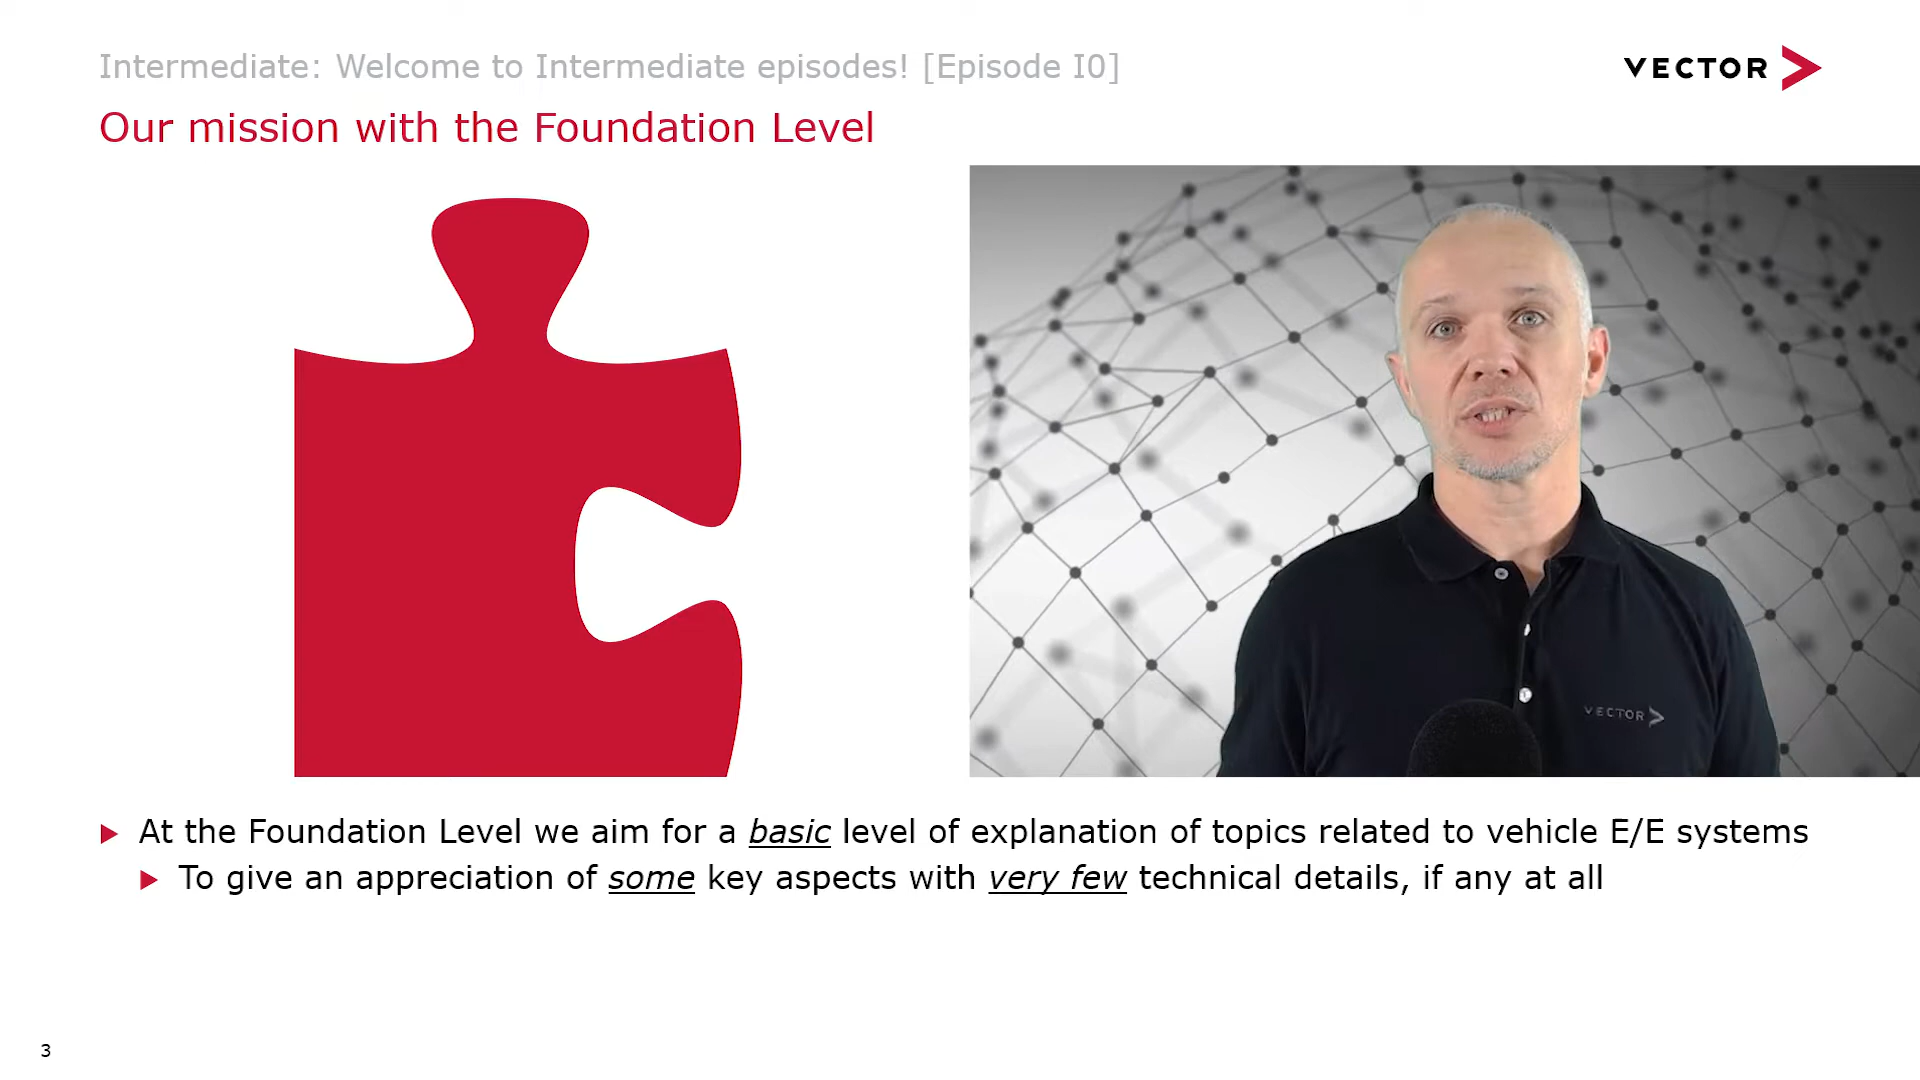 Intermediate: Welcome to Intermediate episodes! [Episode I0]
VECTOR
Our mission with the Foundation Level
VECTOR
At the Foundation Level we aim for a basic level of explanation of topics related to vehicle E/E systems
To give an appreciation of some key aspects with very few technical details, if any at all
3